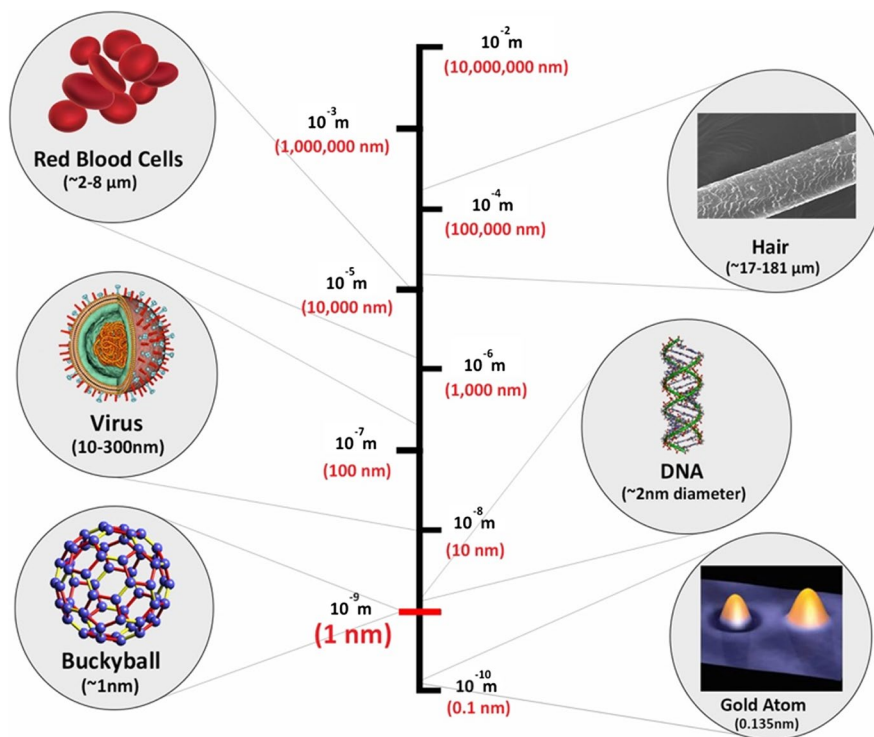 Red Blood Cells
(~2-8 µm)
Virus
(10-300nm)
Buckyball
(~1nm)
10⁻² m
(10,000,000 nm)
10⁻³ m
(1,000,000 nm)
10⁻⁴ m
(100,000 nm)
10⁻⁵ m
(10,000 nm)
10⁻⁶ m
(1,000 nm)
10⁻⁷ m
(100 nm)
10⁻⁸ m
(10 nm)
10⁻⁹ m
(1 nm)
10⁻¹⁰ m
(0.1 nm)
Hair
(~17-181 µm)
DNA
(~2nm diameter)
Gold Atom
(0.135nm)